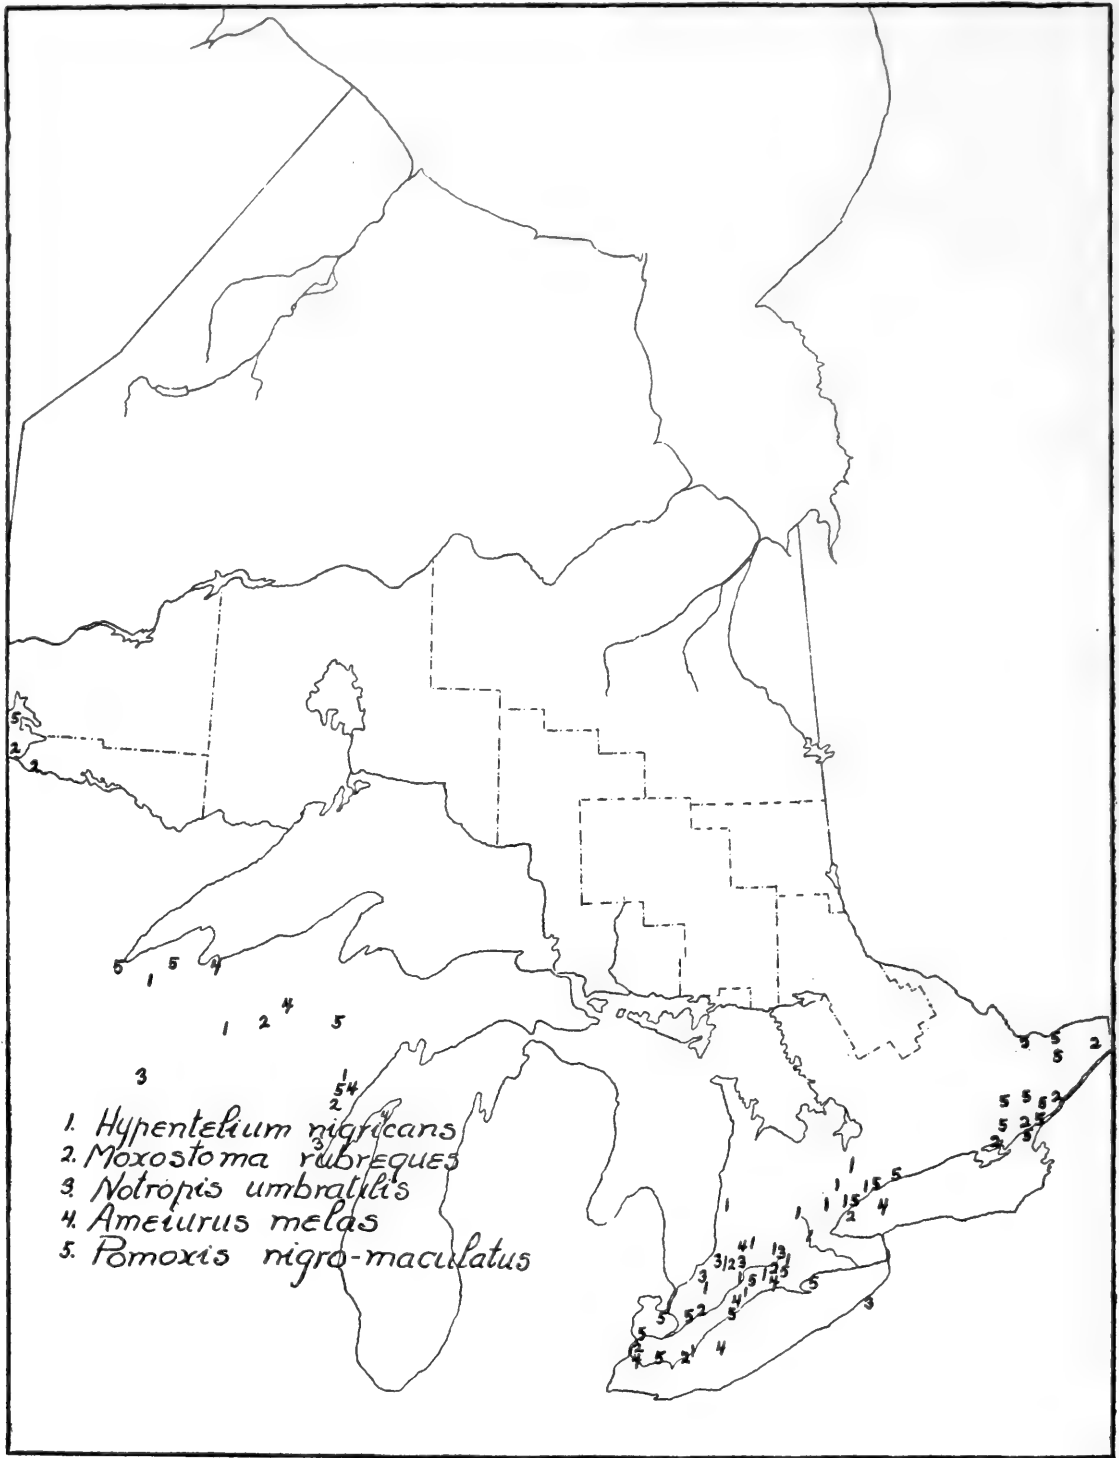 1. Hypentelium nigricans
2. Moxostoma rubreques
3. Notropis umbratilis
4. Ameiurus melas
5. Pomoxis nigro-maculatus